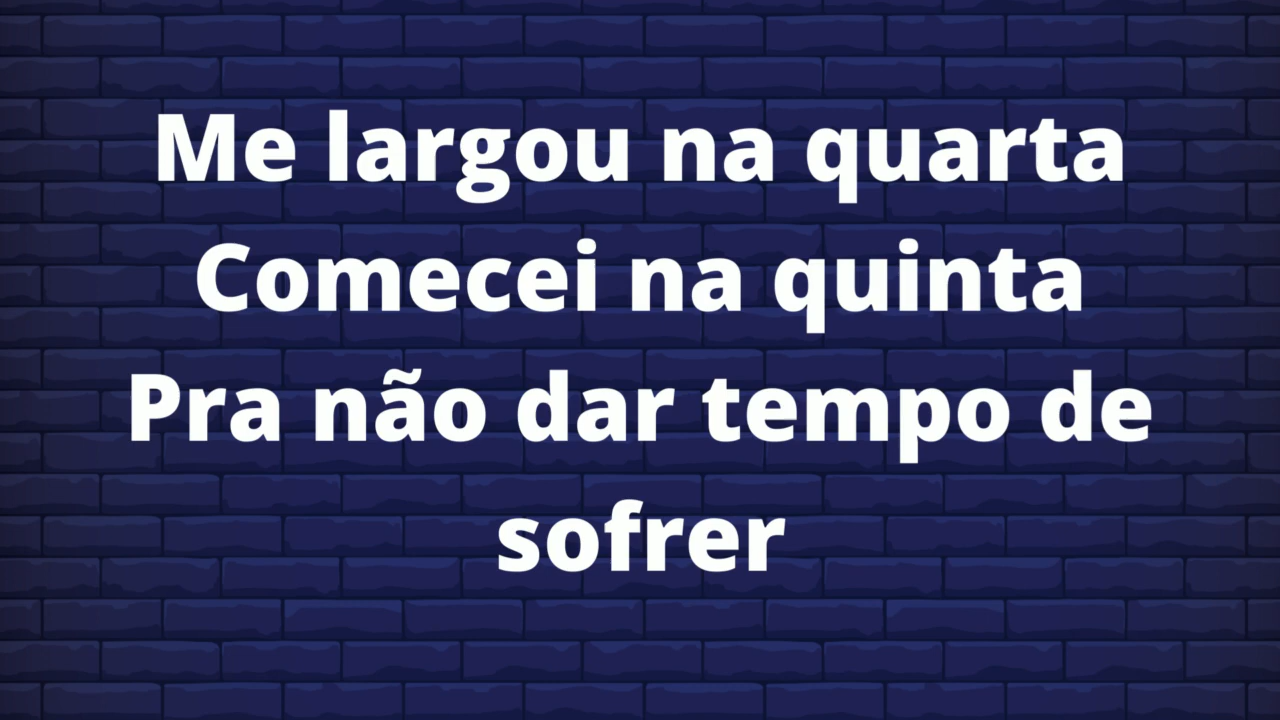 Me largou na quarta
Comecei na quinta
Pra não dar tempo de
sofrer